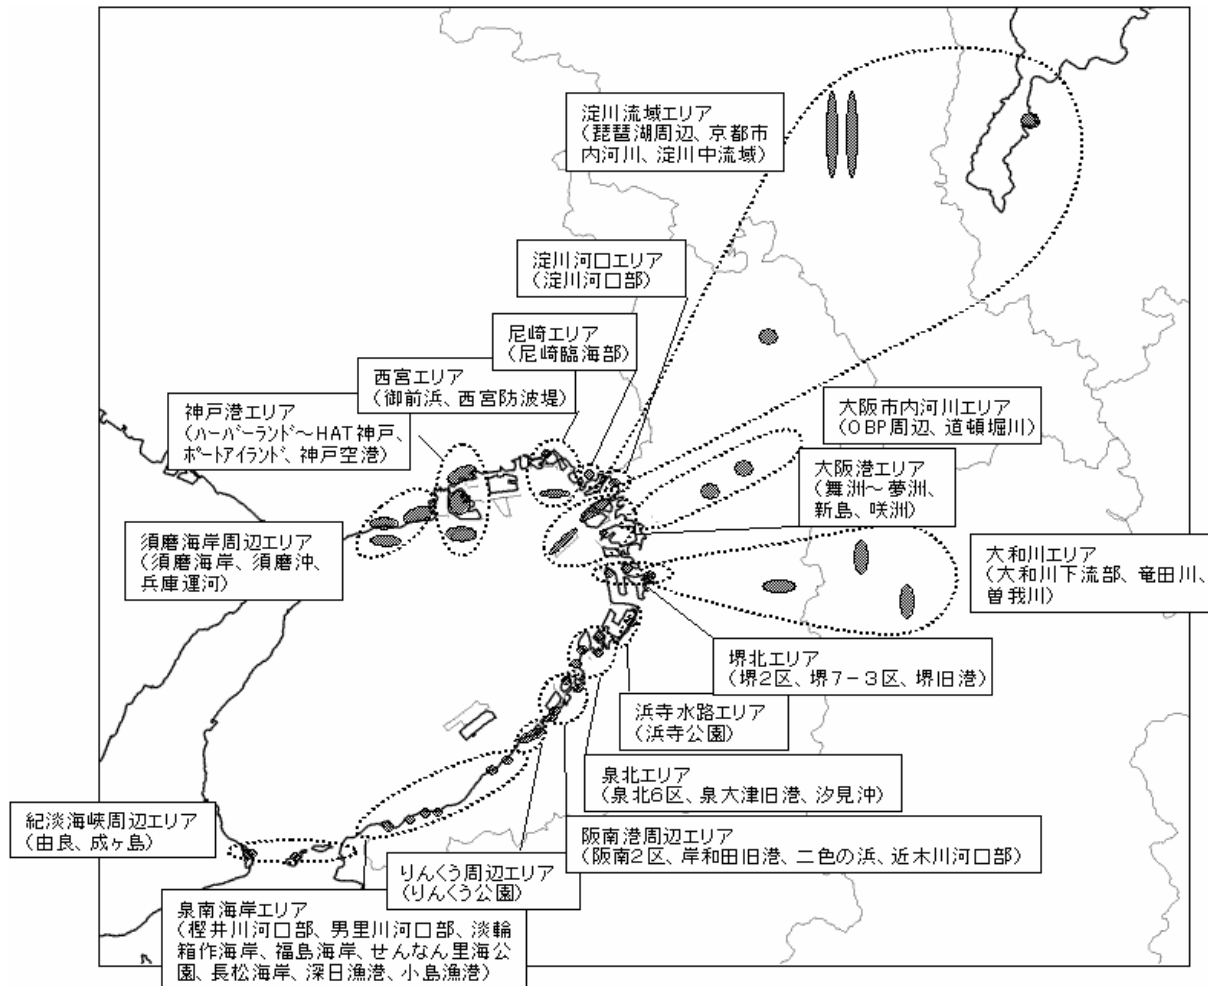 淀川流域エリア
(琵琶湖周辺、京都市
内河川、淀川中流域)
淀川河口エリア
(淀川河口部)
尼崎エリア
(尼崎臨海部)
西宮エリア
(御前浜、西宮防波堤)
神戸港エリア
(ハーバーランド～HAT神戸、
ポートアイランド、神戸空港)
大阪市内河川エリア
(OBP周辺、道頓堀川)
大阪港エリア
(舞洲～夢洲、
新島、咲洲)
須磨海岸周辺エリア
(須磨海岸、須磨沖、
兵庫運河)
大和川エリア
(大和川下流部、竜田川、
曽我川)
堺北エリア
(堺2区、堺7-3区、堺旧港)
浜寺水路エリア
(浜寺公園)
泉北エリア
(泉北6区、泉大津旧港、汐見沖)
紀淡海峡周辺エリア
(由良、成ヶ島)
阪南港周辺エリア
(阪南2区、岸和田旧港、二色の浜、近木川河口部)
りんくう周辺エリア
(りんくう公園)
泉南海岸エリア
(樫井川河口部、男里川河口部、淡輪
箱作海岸、福島海岸、せんなん里海公
園、長松海岸、深日漁港、小島漁港)